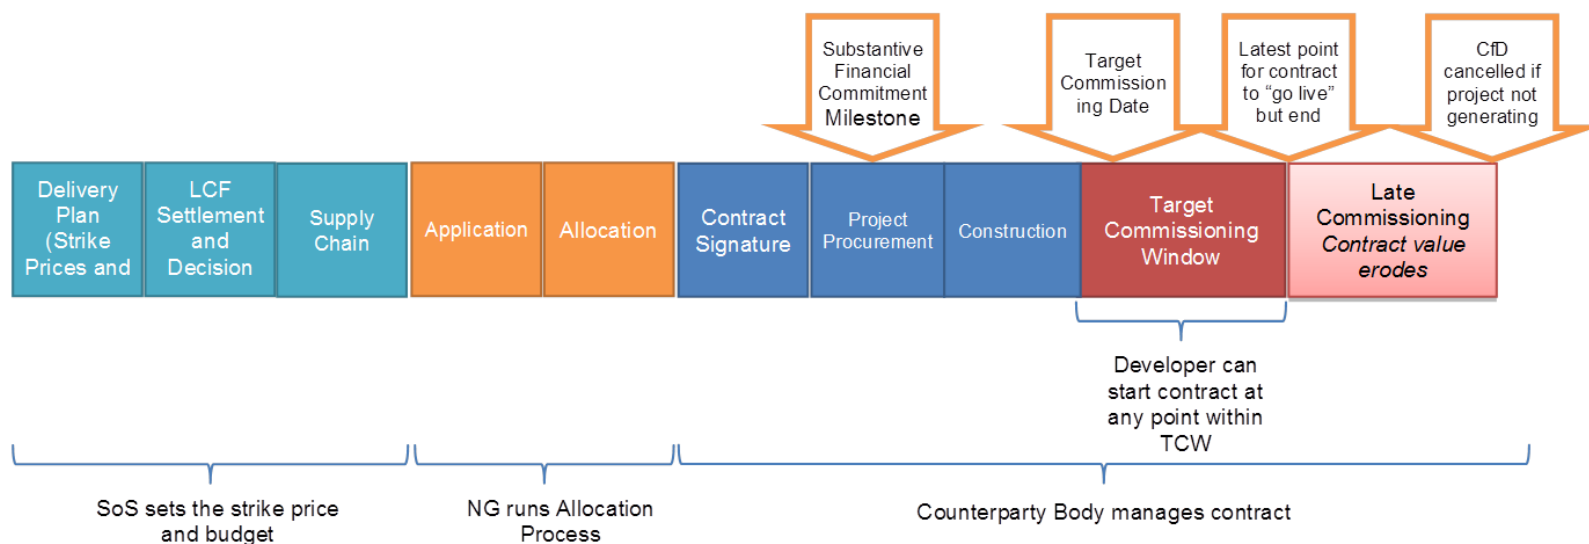 Substantive
Financial
Commitment
Milestone
Target
Commission
ing Date
Latest point
for contract
to “go live”
but end
CfD
cancelled if
project not
generating
Delivery
Plan
(Strike
Prices and
LCF
Settlement
and
Decision
Supply
Chain
Application
Allocation
Contract
Signature
Project
Procurement
Construction
Target
Commissioning
Window
Late
Commissioning
Contract value
erodes
Developer can
start contract at
any point within
TCW
SoS sets the strike price
and budget
NG runs Allocation
Process
Counterparty Body manages contract